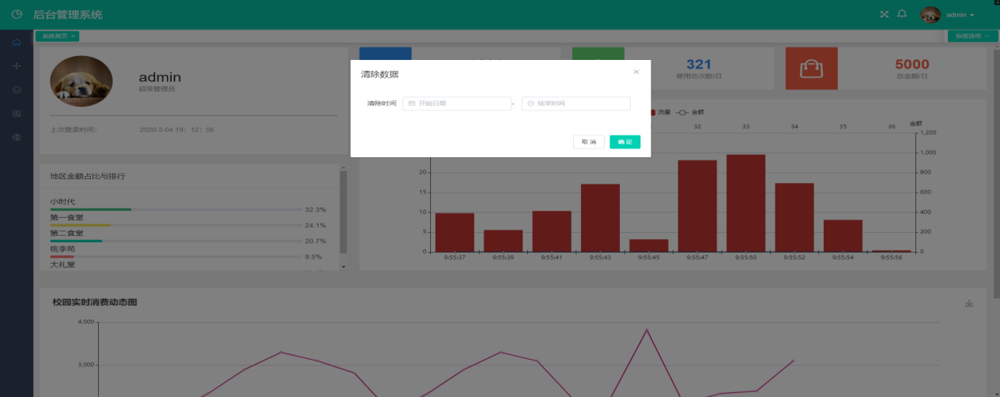 后台管理系统
admin
系统首页 ×
标签选项
admin
超级管理员
上次登录时间:
2020-3-04 19: 12: 56
321
使用总次数/日
5000
总金额/日
清除数据
清除时间
开始日期
-
结束时间
取 消
确 定
地区金额占比与排行
小时代
32.3%
第一食堂
24.1%
第二食堂
20.7%
桃李苑
9.5%
大礼堂
流量
金额
32
33
34
35
36
金额
1,200
1,000
800
600
400
200
0
20
15
10
5
0
9:55:37
9:55:39
9:55:41
9:55:43
9:55:45
9:55:47
9:55:50
9:55:52
9:55:54
9:55:56
校园实时消费动态图
4,000
3,000